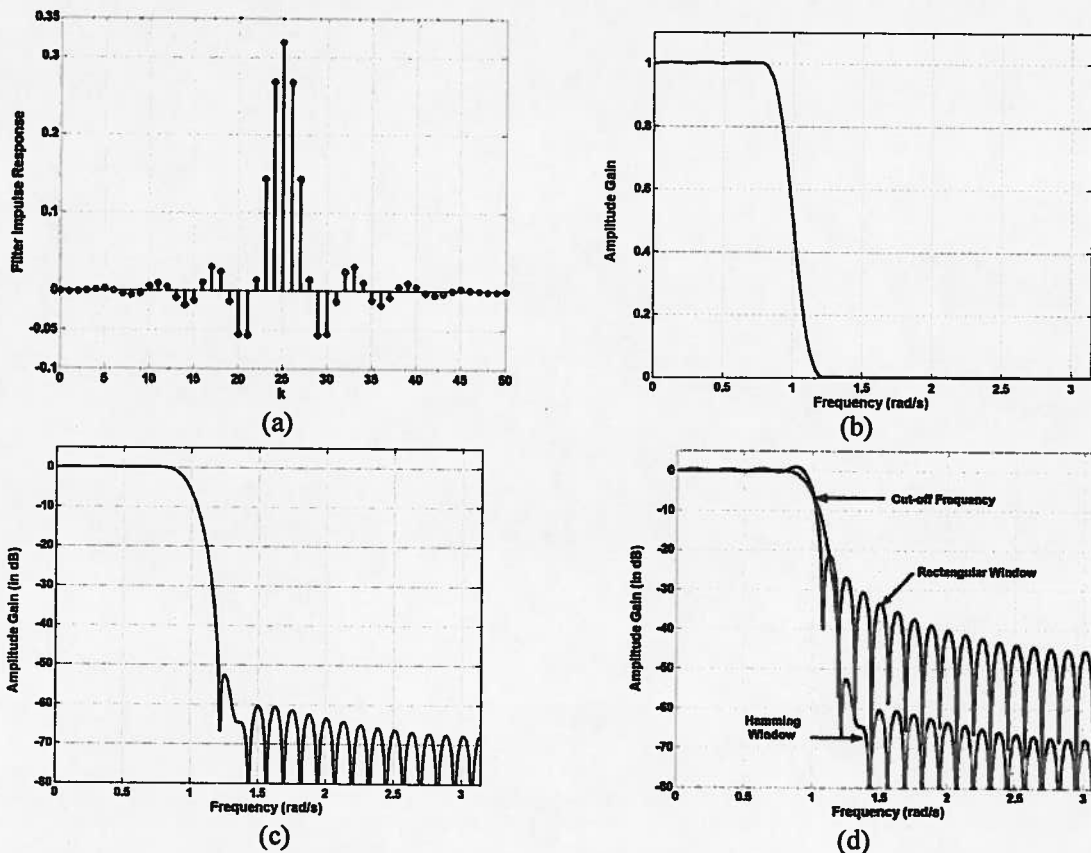 0.35
0.3
0.2
0.1
0
-0.05
-0.1
Filter Impulse Response
0 5 10 15 20 25 30 35 40 45 50
k
(a)
1
0.8
0.6
0.4
0.2
0
Amplitude Gain
0 0.5 1 1.5 2 2.5 3
Frequency (rad/s)
(b)
0
-10
-20
-30
-40
-50
-60
-70
-80
Amplitude Gain (in dB)
0 0.5 1 1.5 2 2.5 3
Frequency (rad/s)
(c)
0
-10
-20
-30
-40
-50
-60
-70
-80
Amplitude Gain (in dB)
Cut-off Frequency
Rectangular Window
Hamming
Window
0 0.5 1 1.5 2 2.5 3
Frequency (rad/s)
(d)